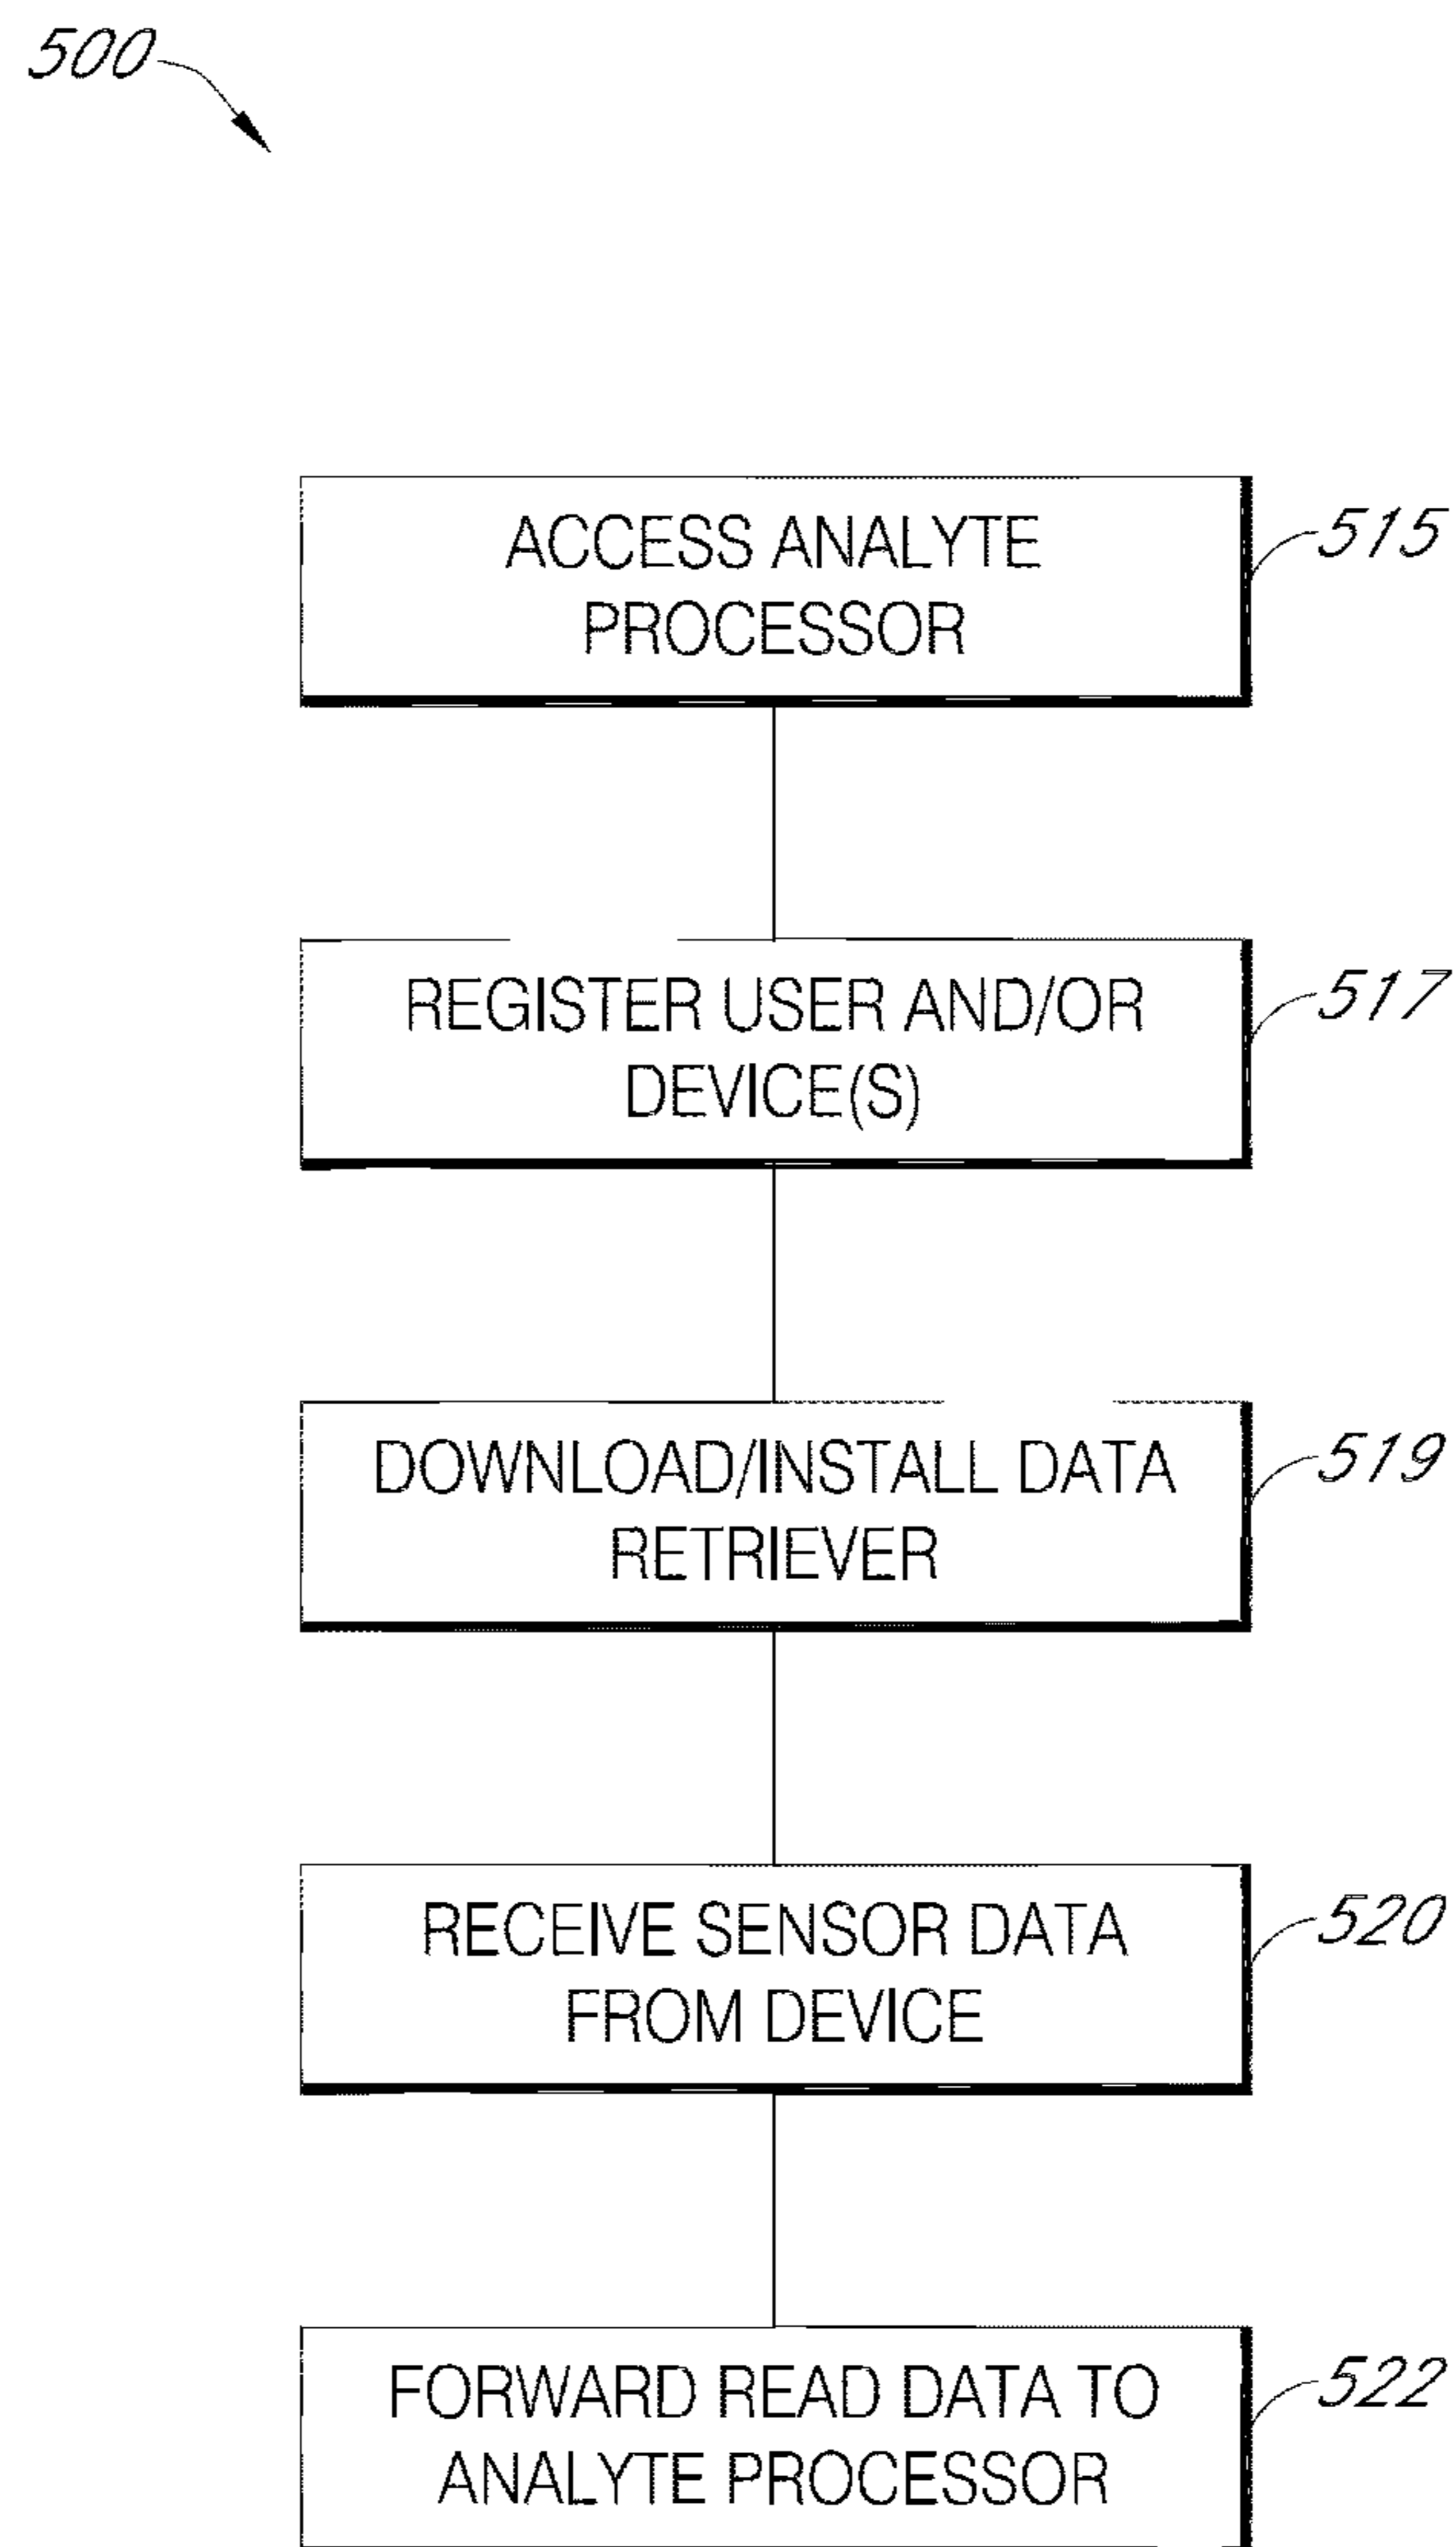 500
ACCESS ANALYTE
PROCESSOR
515
REGISTER USER AND/OR
DEVICE(S)
517
DOWNLOAD/INSTALL DATA
RETRIEVER
519
RECEIVE SENSOR DATA
FROM DEVICE
520
FORWARD READ DATA TO
ANALYTE PROCESSOR
522